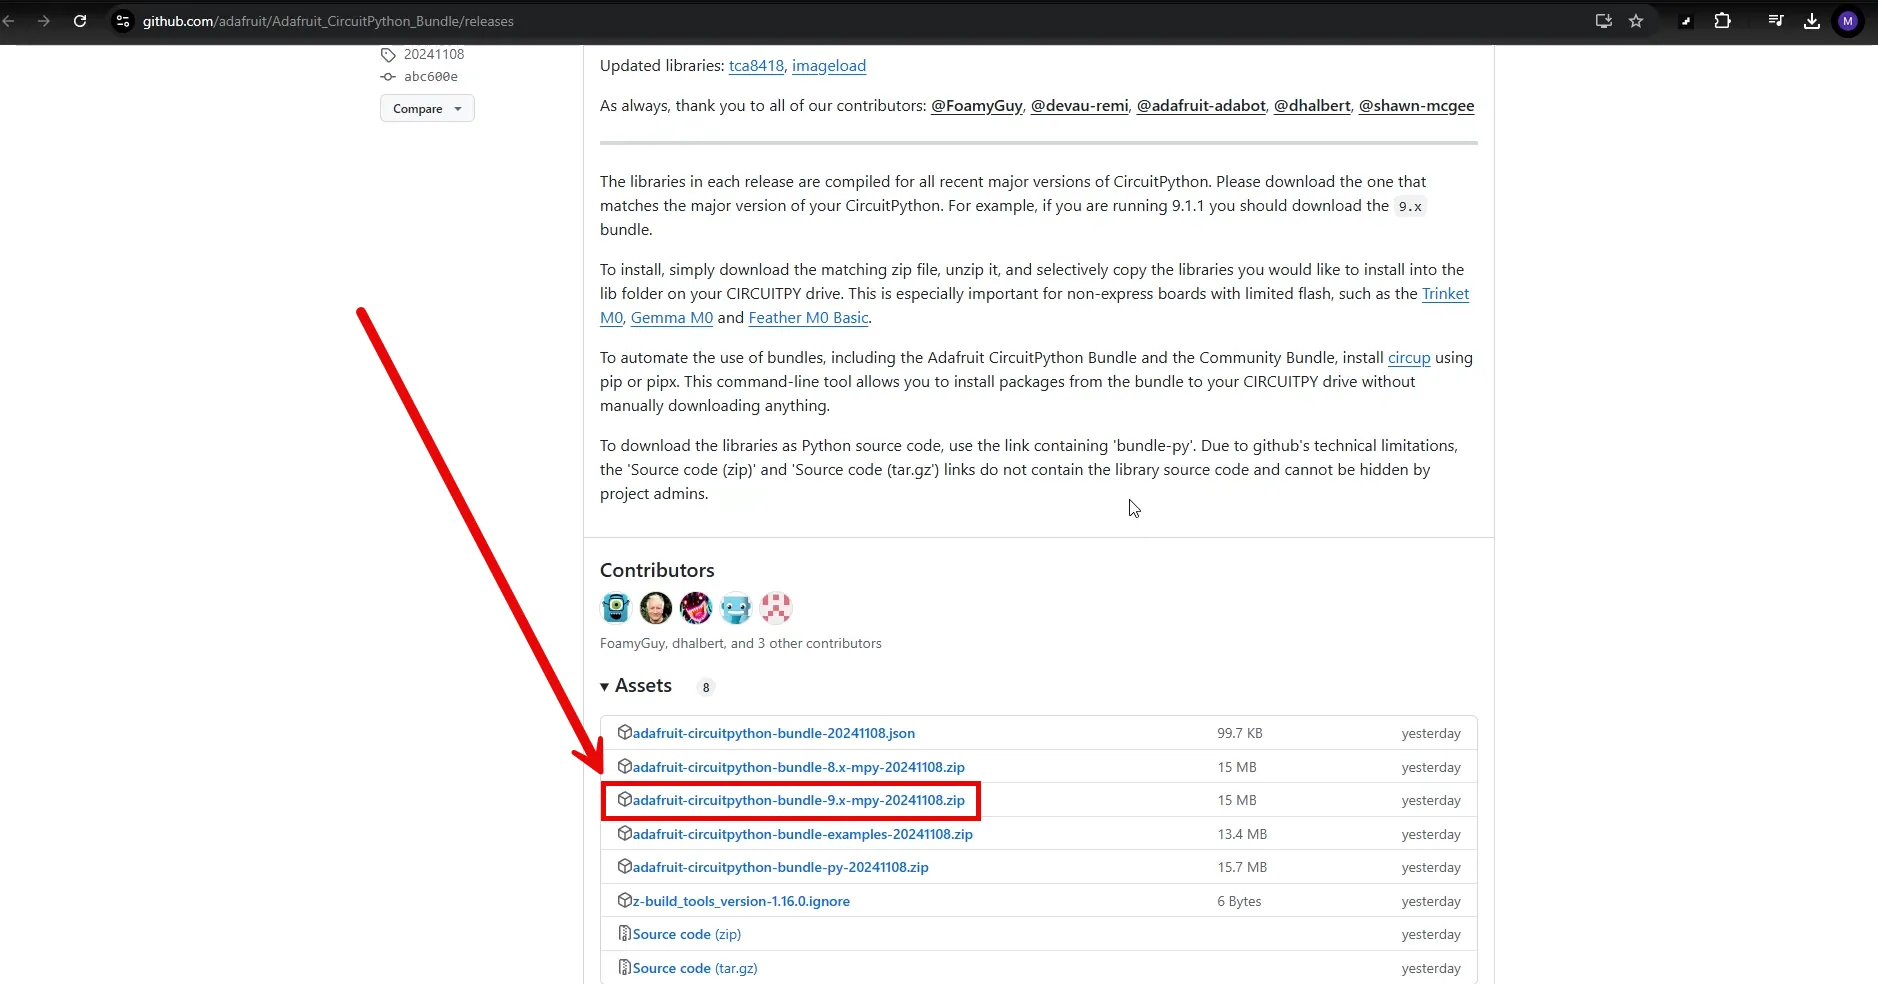 github.com/adafruit/Adafruit_CircuitPython_Bundle/releases
M
20241108
abc600e
Compare
Updated libraries: tca8418, imageload
As always, thank you to all of our contributors: @FoamyGuy, @devau-remi, @adafruit-adabot, @dhalbert, @shawn-mcgee
The libraries in each release are compiled for all recent major versions of CircuitPython. Please download the one that
matches the major version of your CircuitPython. For example, if you are running 9.1.1 you should download the 9.x
bundle.
To install, simply download the matching zip file, unzip it, and selectively copy the libraries you would like to install into the
lib folder on your CIRCUITPY drive. This is especially important for non-express boards with limited flash, such as the Trinket
M0, Gemma M0 and Feather M0 Basic.
To automate the use of bundles, including the Adafruit CircuitPython Bundle and the Community Bundle, install circup using
pip or pipx. This command-line tool allows you to install packages from the bundle to your CIRCUITPY drive without
manually downloading anything.
To download the libraries as Python source code, use the link containing 'bundle-py'. Due to github's technical limitations,
the 'Source code (zip)' and 'Source code (tar.gz') links do not contain the library source code and cannot be hidden by
project admins.
Contributors
FoamyGuy, dhalbert, and 3 other contributors
Assets 8
adafruit-circuitpython-bundle-20241108.json 99.7 KB yesterday
adafruit-circuitpython-bundle-8.x-mpy-20241108.zip 15 MB yesterday
adafruit-circuitpython-bundle-9.x-mpy-20241108.zip 15 MB yesterday
adafruit-circuitpython-bundle-examples-20241108.zip 13.4 MB yesterday
adafruit-circuitpython-bundle-py-20241108.zip 15.7 MB yesterday
z-build_tools_version-1.16.0.ignore 6 Bytes yesterday
Source code (zip) yesterday
Source code (tar.gz) yesterday